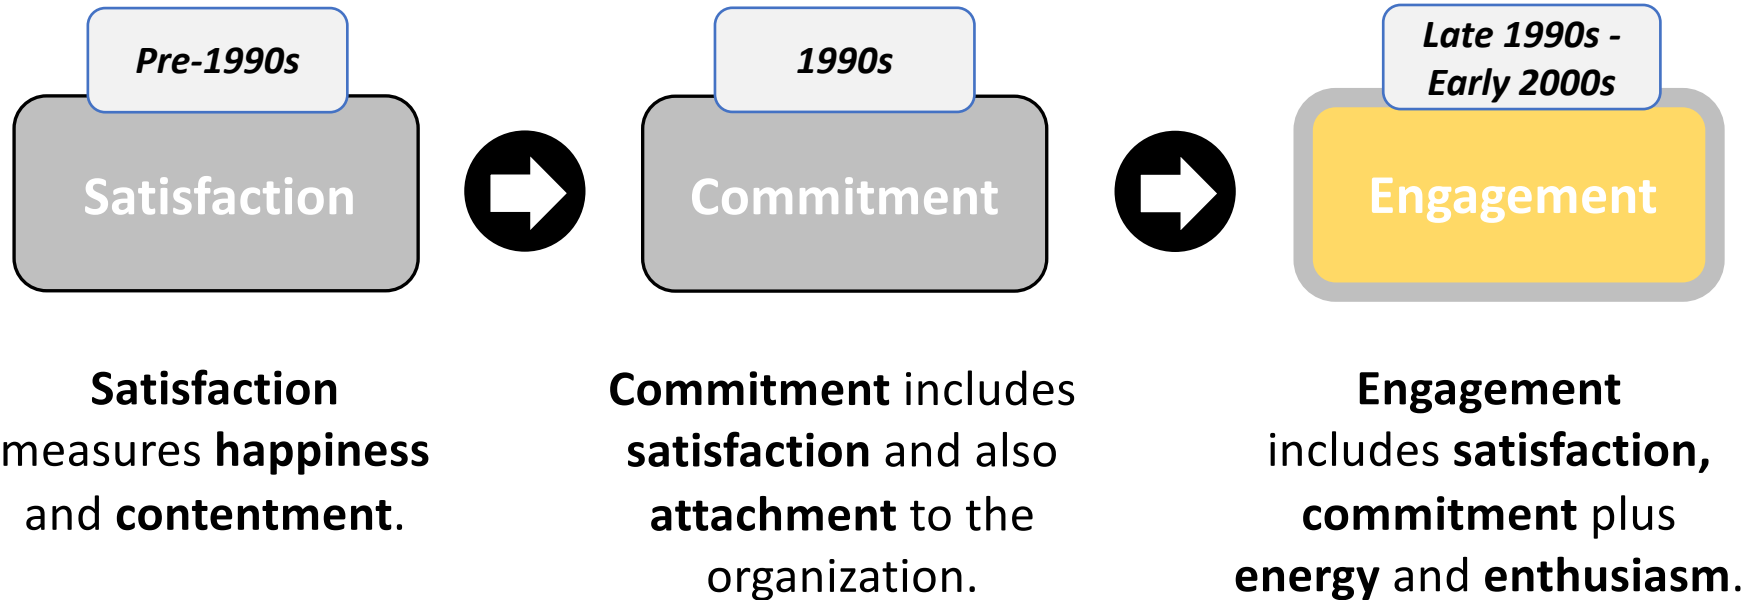 Pre-1990s
Satisfaction
Satisfaction
measures happiness
and contentment.
1990s
Commitment
Commitment includes
satisfaction and also
attachment to the
organization.
Late 1990s -
Early 2000s
Engagement
Engagement
includes satisfaction,
commitment plus
energy and enthusiasm.